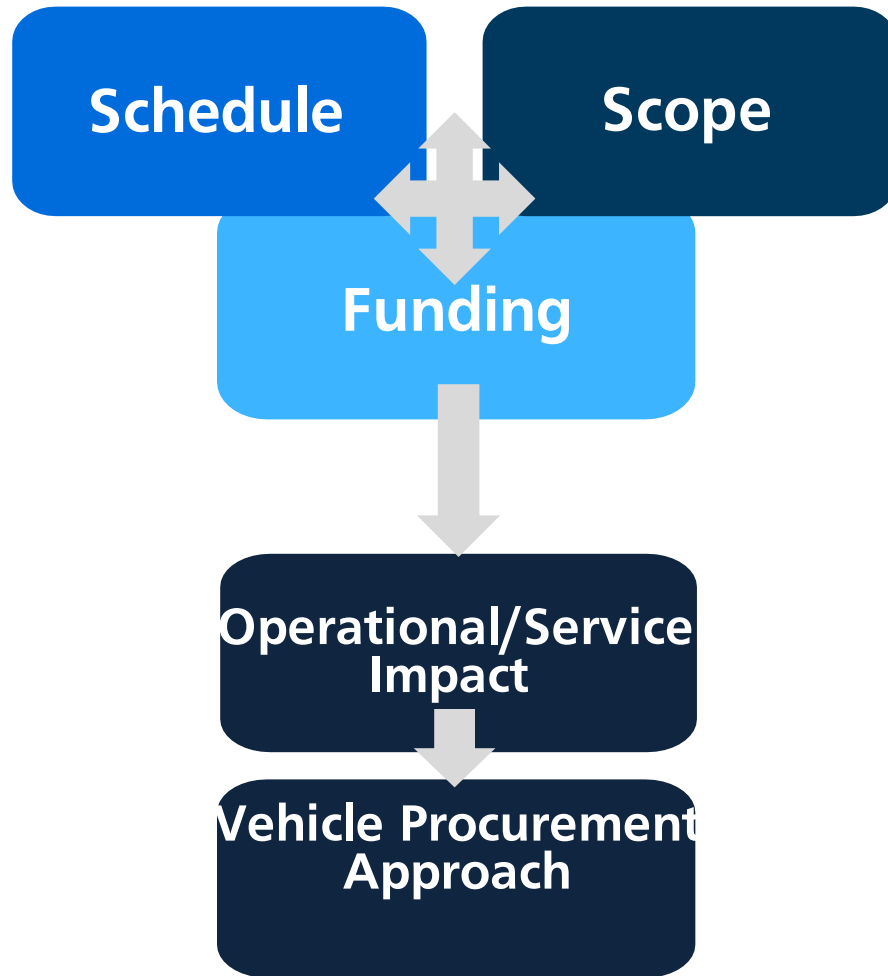 Schedule
Scope
Funding
Operational/Service
Impact
Vehicle Procurement
Approach